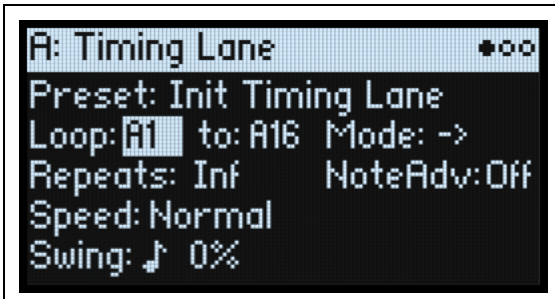 A: Timing Lane
Preset: Init Timing Lane
Loop: A1 to: A16 Mode: ->
Repeats: Inf NoteAdv: Off
Speed: Normal
Swing: ♪ 0%